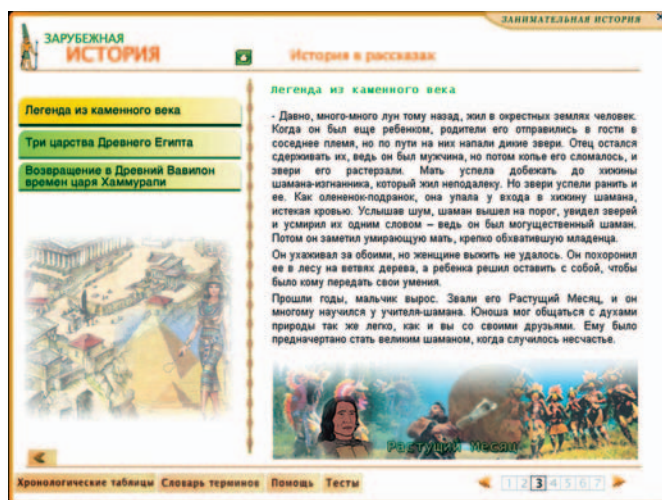 ЗАНИМАТЕЛЬНАЯ ИСТОРИЯ
ЗАРУБЕЖНАЯ
ИСТОРИЯ
История в рассказах
Легенда из каменного века
Три царства Древнего Египта
Возвращение в Древний Вавилон
времен царя Хаммурапи
Легенда из каменного века
- Давно, много-много лун тому назад, жил в окрестных землях человек.
Когда он был еще ребенком, родители его отправились в гости в
соседнее племя, но по пути на них напали дикие звери. Отец остался
сдерживать их, ведь он был мужчина, но потом копье его сломалось, и
звери его растерзали. Мать успела добежать до хижины
шамана-изгнанника, который жил неподалеку. Но звери успели ранить и
ее. Как олененок-подранок, она упала у входа в хижину шамана,
истекая кровью. Услышав шум, шаман вышел на порог, увидел зверей
и усмирил их одним словом – ведь он был могущественный шаман.
Потом он заметил умирающую мать, крепко обхватившую младенца.
Он ухаживал за обоими, но женщине выжить не удалось. Он похоронил
ее в лесу на ветвях дерева, а ребенка решил оставить с собой, чтобы
было кому передать свои умения.
Прошли годы, мальчик вырос. Звали его Растущий Месяц, и он
многому научился у учителя-шамана. Юноша мог общаться с духами
природы так же легко, как и вы со своими друзьями. Ему было
предначертано стать великим шаманом, когда случилось несчастье.
Растущий Месяц
Хронологические таблицы Словарь терминов Помощь Тесты
1 2 3 4 5 6 7